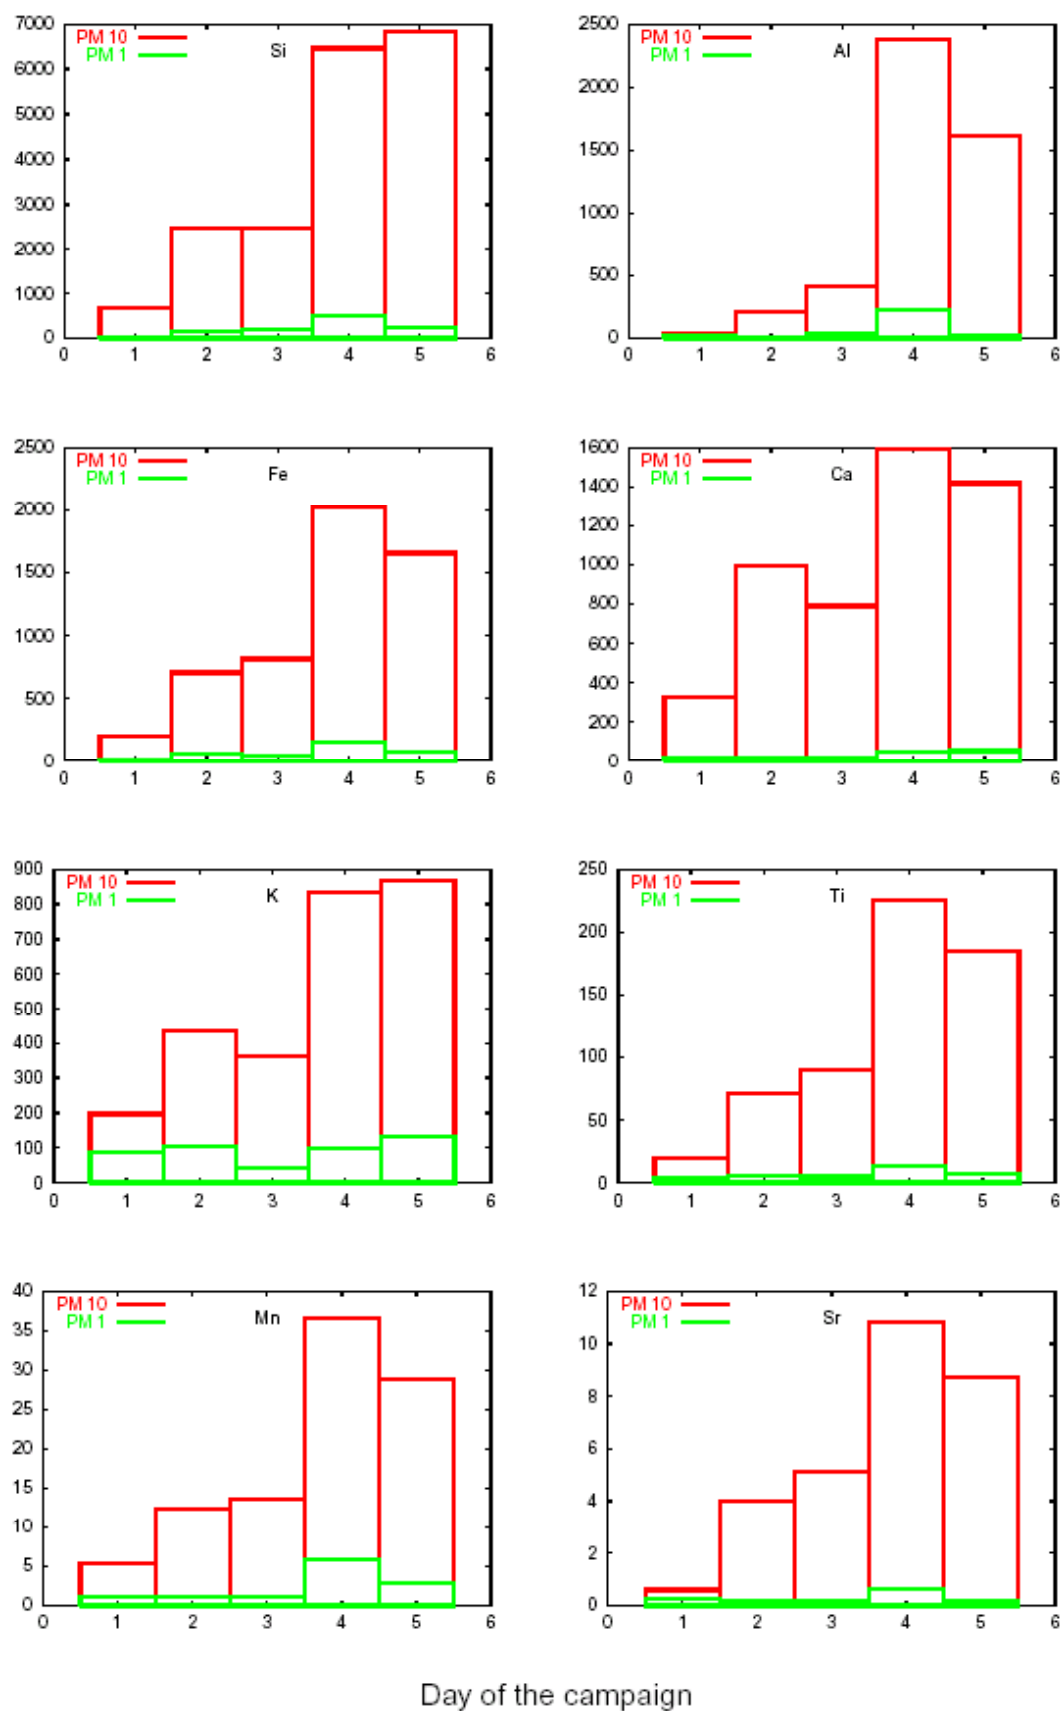 7000
PM 10
Si
PM 1
6000
5000
4000
3000
2000
1000
0
0 1 2 3 4 5 6
2500
PM 10
Al
PM 1
2000
1500
1000
500
0
0 1 2 3 4 5 6
2500
PM 10
Fe
PM 1
2000
1500
1000
500
0
0 1 2 3 4 5 6
1600
PM 10
Ca
PM 1
1400
1200
1000
800
600
400
200
0
0 1 2 3 4 5 6
900
PM 10
K
PM 1
800
700
600
500
400
300
200
100
0
0 1 2 3 4 5 6
250
PM 10
Ti
PM 1
200
150
100
50
0
0 1 2 3 4 5 6
40
PM 10
Mn
PM 1
35
30
25
20
15
10
5
0
0 1 2 3 4 5 6
12
PM 10
Sr
PM 1
10
8
6
4
2
0
0 1 2 3 4 5 6
Day of the campaign